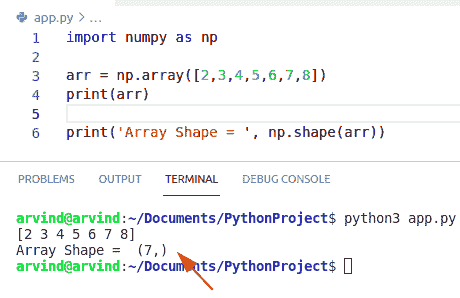 app.py > ...
1 import numpy as np
2
3 arr = np.array([2,3,4,5,6,7,8])
4 print(arr)
5
6 print('Array Shape = ', np.shape(arr))
PROBLEMS OUTPUT TERMINAL DEBUG CONSOLE
arvind@arvind:~/Documents/PythonProject$ python3 app.py
[2 3 4 5 6 7 8]
Array Shape =  (7,)
arvind@arvind:~/Documents/PythonProject$